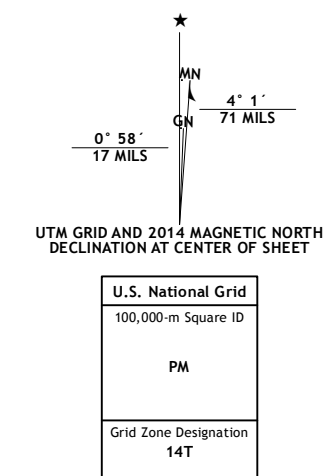 ★
MN
4° 1´
71 MILS
GN
0° 58´
17 MILS
UTM GRID AND 2014 MAGNETIC NORTH
DECLINATION AT CENTER OF SHEET
U.S. National Grid
100,000-m Square ID
PM
Grid Zone Designation
14T